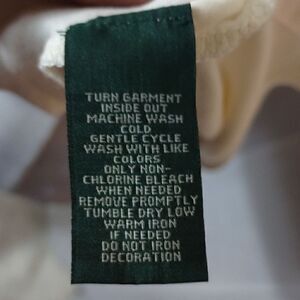 TURN GARMENT
INSIDE OUT
MACHINE WASH
COLD
GENTLE CYCLE
WASH WITH LIKE
COLORS
ONLY NON-
CHLORINE BLEACH
WHEN NEEDED
REMOVE PROMPTLY
TUMBLE DRY LOW
WARM IRON
IF NEEDED
DO NOT IRON
DECORATION